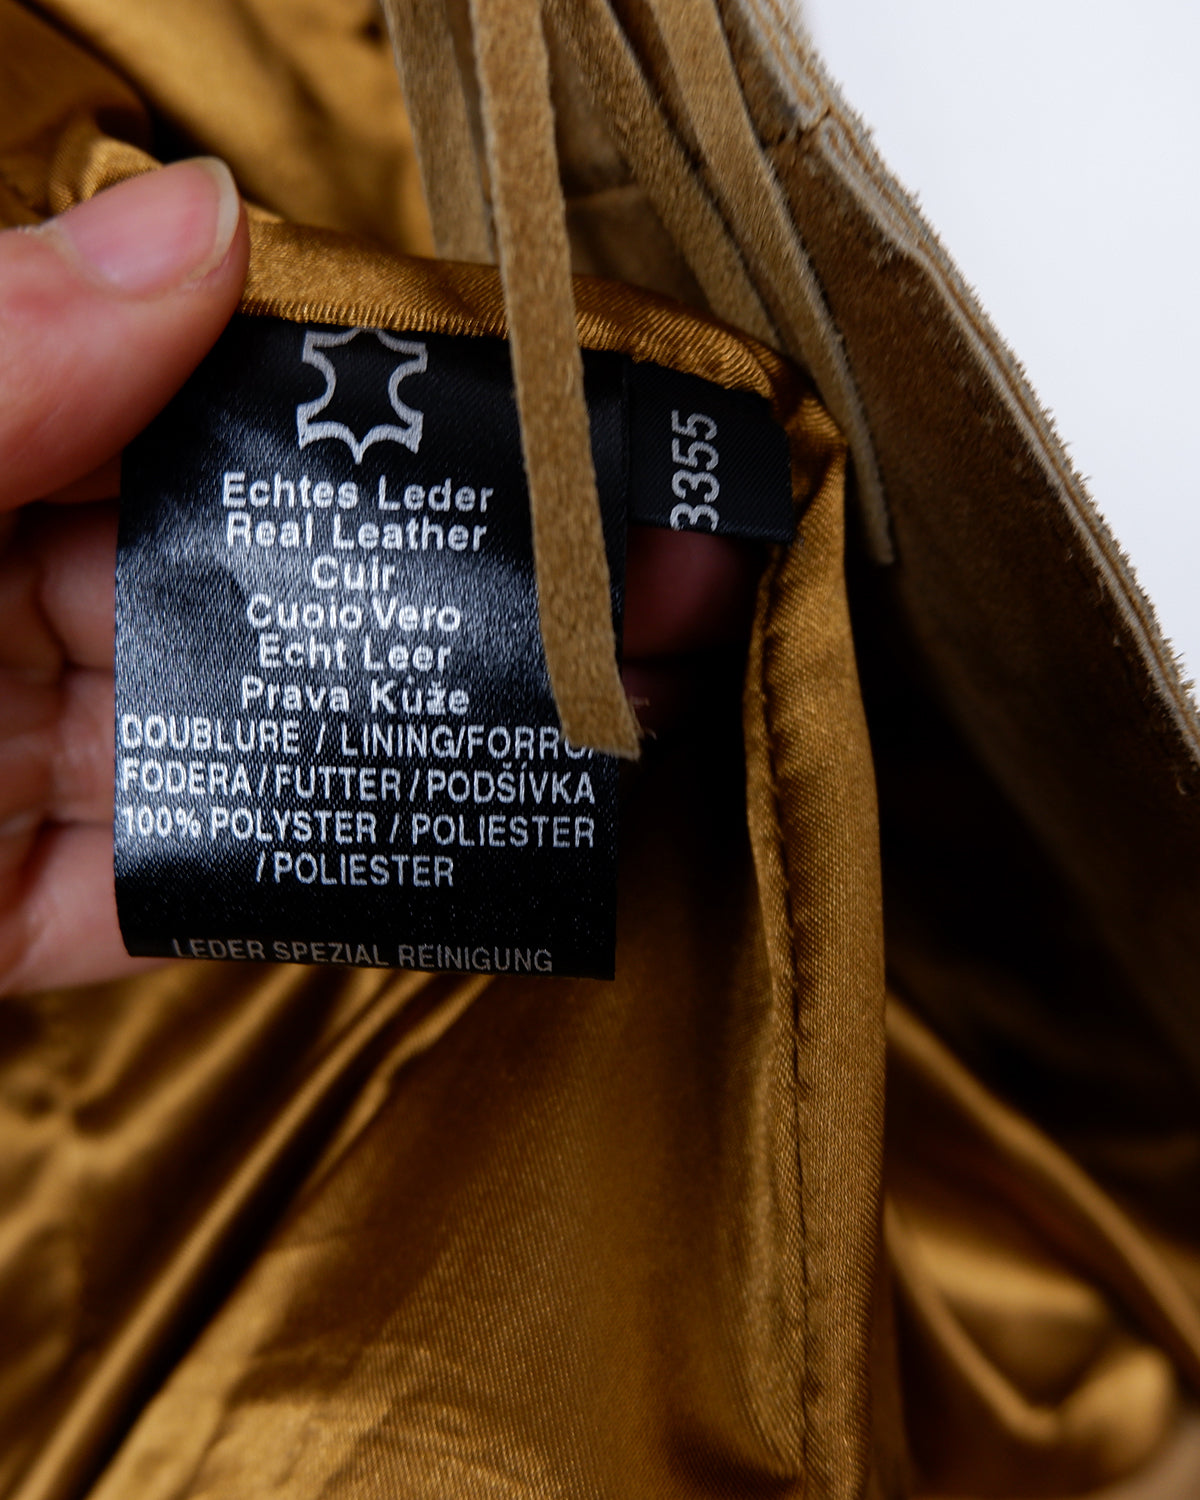 Echtes Leder
Real Leather
Cuir
Cuoio Vero
Echt Leer
Prava Kůže
DOUBLURE / LINING/FORRO/
FODERA/FUTTER/PODŠÍVKA
100% POLYSTER / POLIESTER
/POLIESTER
LEDER SPEZIAL REINIGUNG
3355